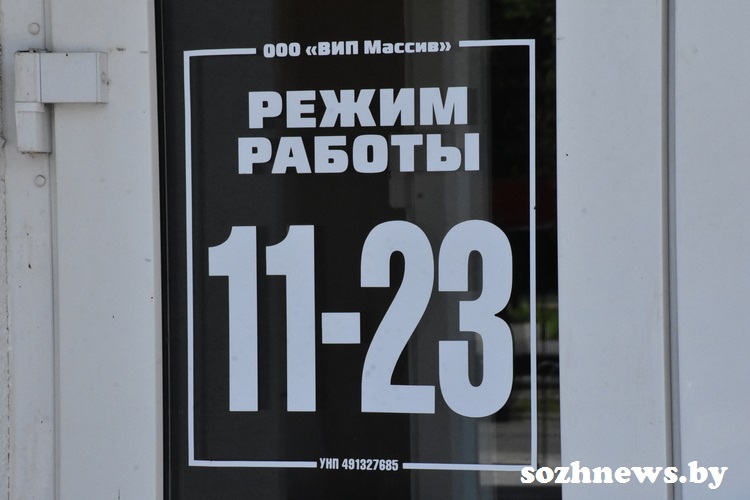 ООО «ВИП Массив»
РЕЖИМ
РАБОТЫ
11-23
УНП 491327685
sozhnews.by